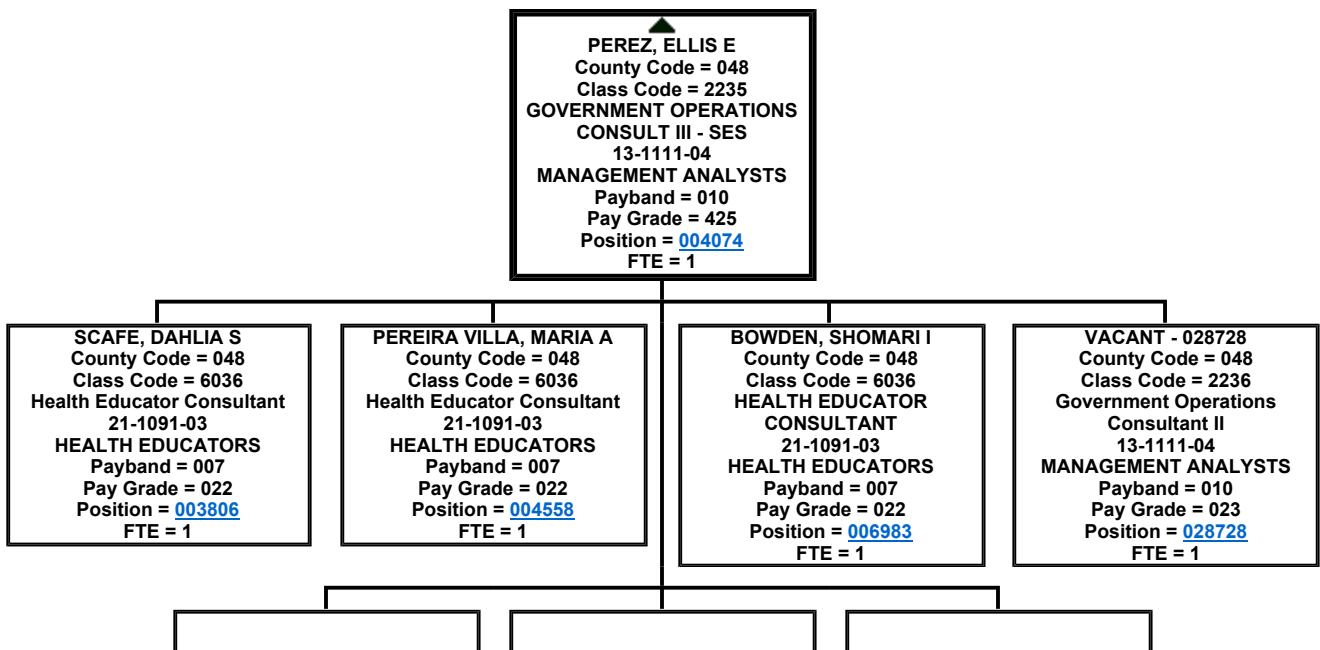 PEREZ, ELLIS E
County Code = 048
Class Code = 2235
GOVERNMENT OPERATIONS
CONSULT III - SES
13-1111-04
MANAGEMENT ANALYSTS
Payband = 010
Pay Grade = 425
Position = 004074
FTE = 1
SCAFE, DAHLIA S
County Code = 048
Class Code = 6036
Health Educator Consultant
21-1091-03
HEALTH EDUCATORS
Payband = 007
Pay Grade = 022
Position = 003806
FTE = 1
PEREIRA VILLA, MARIA A
County Code = 048
Class Code = 6036
Health Educator Consultant
21-1091-03
HEALTH EDUCATORS
Payband = 007
Pay Grade = 022
Position = 004558
FTE = 1
BOWDEN, SHOMARI I
County Code = 048
Class Code = 6036
HEALTH EDUCATOR
CONSULTANT
21-1091-03
HEALTH EDUCATORS
Payband = 007
Pay Grade = 022
Position = 006983
FTE = 1
VACANT - 028728
County Code = 048
Class Code = 2236
Government Operations
Consultant II
13-1111-04
MANAGEMENT ANALYSTS
Payband = 010
Pay Grade = 023
Position = 028728
FTE = 1